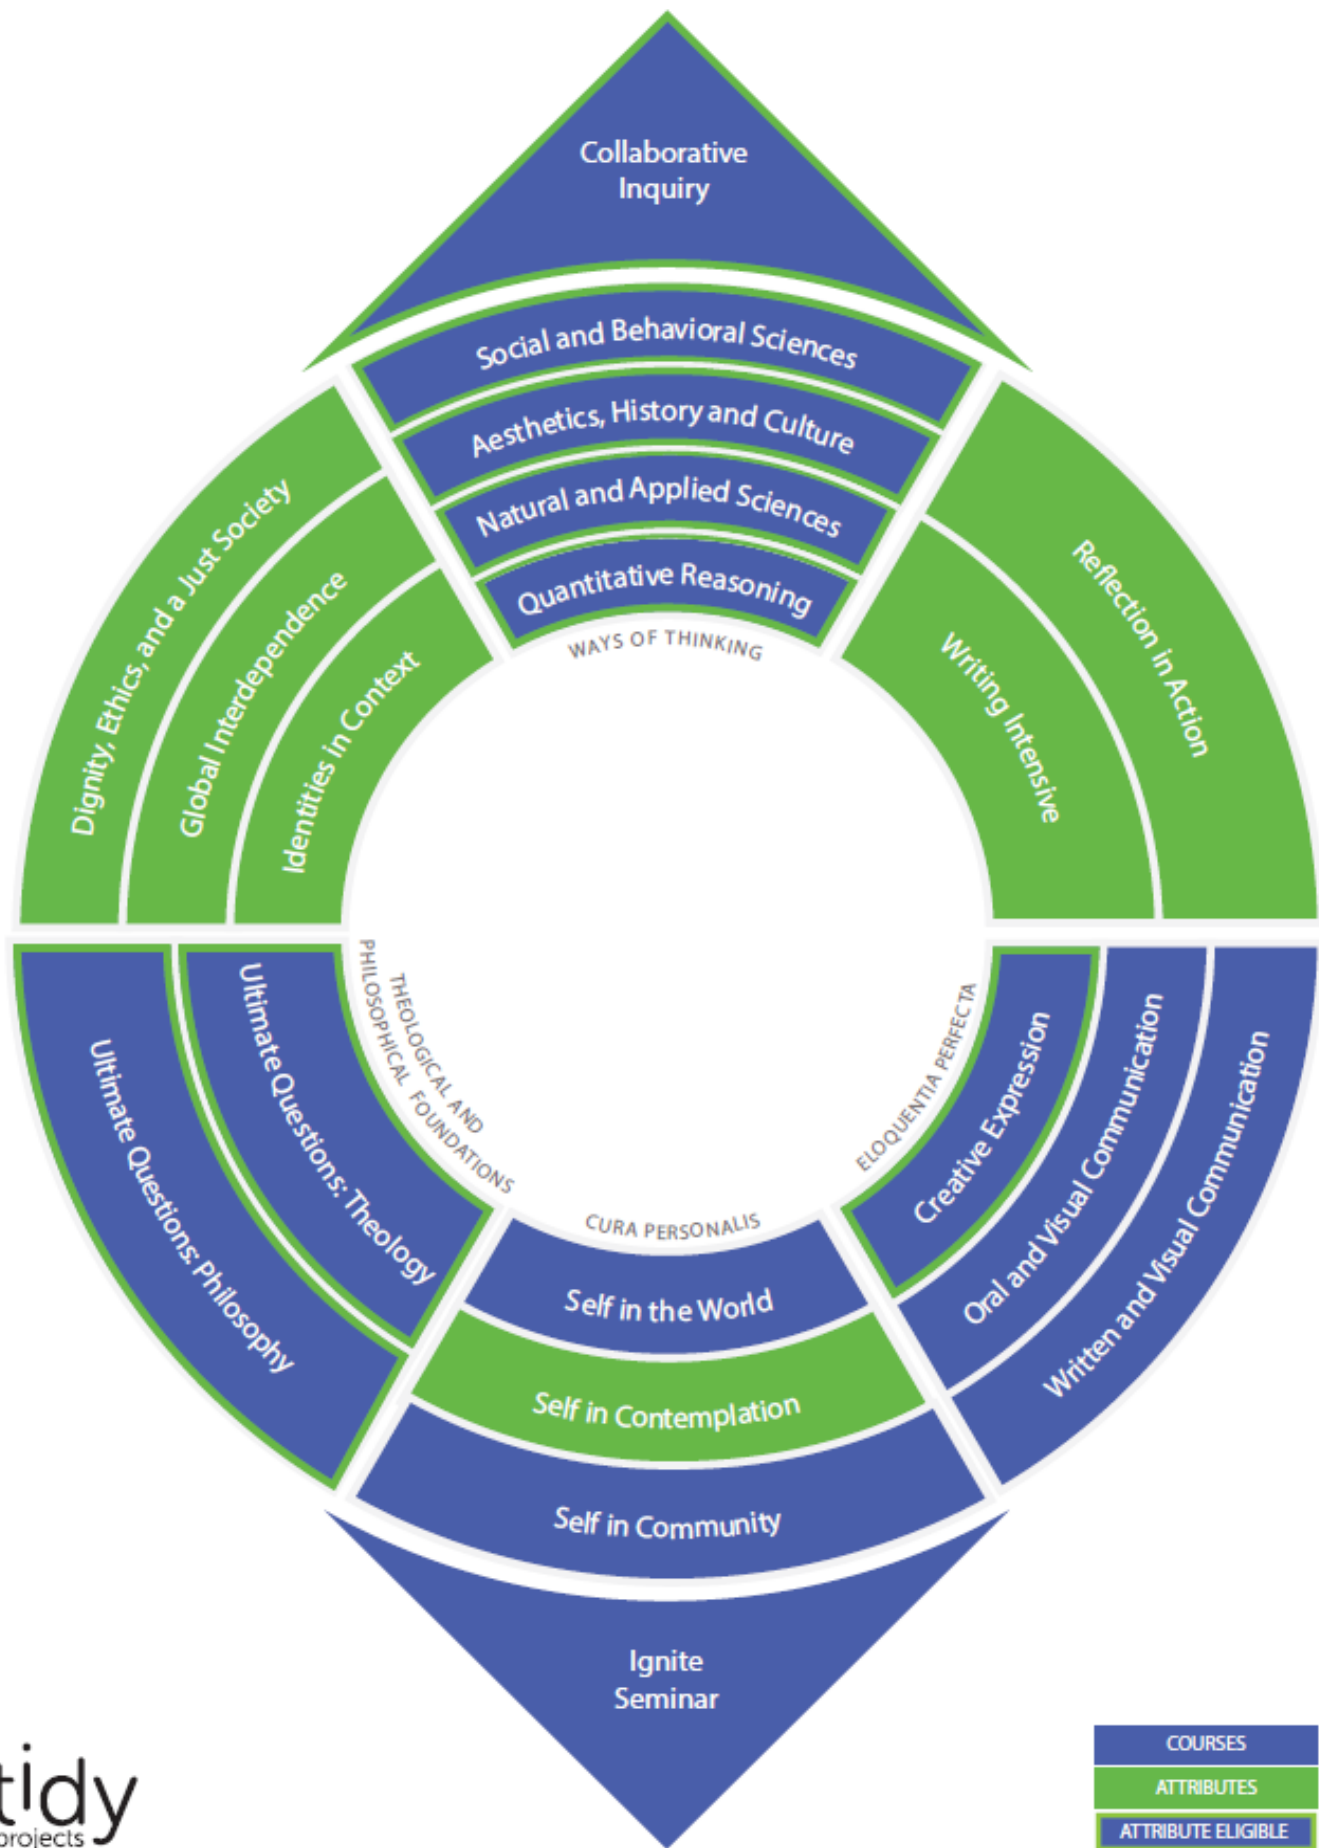 Collaborative
Inquiry
Social and Behavioral Sciences
Aesthetics, History and Culture
Natural and Applied Sciences
Quantitative Reasoning
WAYS OF THINKING
Dignity, Ethics, and a Just Society
Global Interdependence
Identities in Context
Reflection in Action
Writing Intensive
Ultimate Questions: Philosophy
Ultimate Questions: Theology
THEOLOGICAL AND
PHILOSOPHICAL FOUNDATIONS
ELOQUENTIA PERFECTA
Creative Expression
Oral and Visual Communication
Written and Visual Communication
CURA PERSONALIS
Self in the World
Self in Contemplation
Self in Community
Ignite
Seminar
tidy
projects
COURSES
ATTRIBUTES
ATTRIBUTE ELIGIBLE